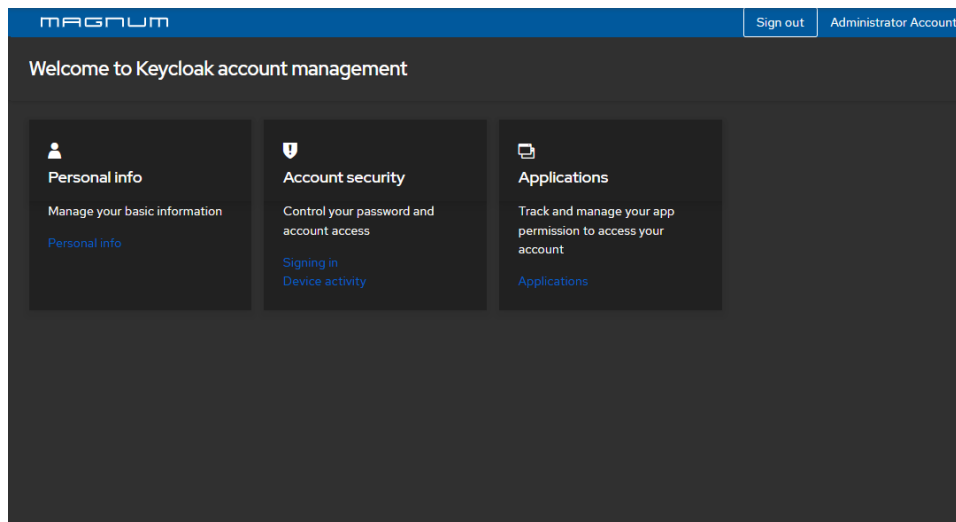 MAGNUM
Sign out
Administrator Account
Welcome to Keycloak account management
Personal info
Manage your basic information
Personal info
Account security
Control your password and
account access
Signing in
Device activity
Applications
Track and manage your app
permission to access your
account
Applications